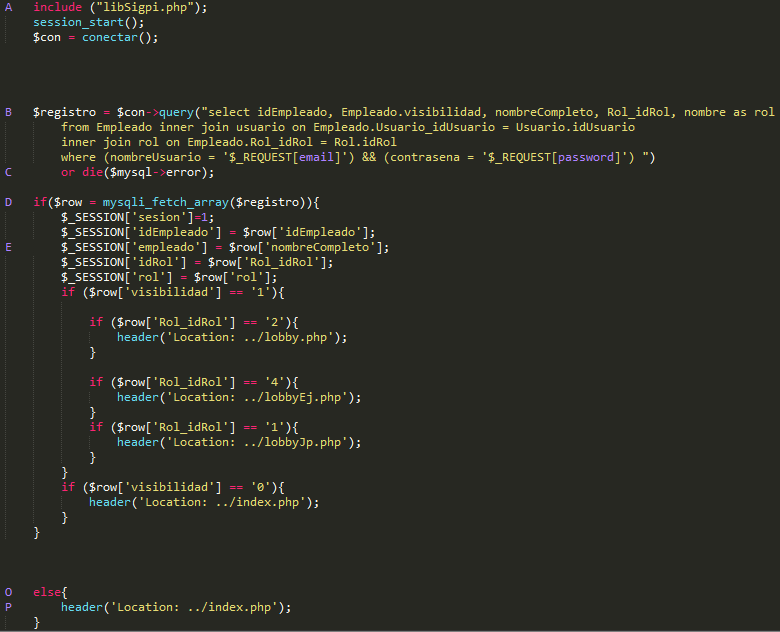 A include ("libSigpi.php");
session_start();
$con = conectar();
B $registro = $con->query("select idEmpleado, Empleado.visibilidad, nombreCompleto, Rol_idRol, nombre as rol
from Empleado inner join usuario on Empleado.Usuario_idUsuario = Usuario.idUsuario
inner join rol on Empleado.Rol_idRol = Rol.idRol
where (nombreUsuario = '$_REQUEST[email]') && (contrasena = '$_REQUEST[password]') ")
C or die($mysql->error);
D if($row = mysqli_fetch_array($registro)){
$_SESSION['sesion']=1;
$_SESSION['idEmpleado'] = $row['idEmpleado'];
E $_SESSION['empleado'] = $row['nombreCompleto'];
$_SESSION['idRol'] = $row['Rol_idRol'];
$_SESSION['rol'] = $row['rol'];
if ($row['visibilidad'] == '1'){
if ($row['Rol_idRol'] == '2'){
header('Location: ../lobby.php');
}
if ($row['Rol_idRol'] == '4'){
header('Location: ../lobbyEj.php');
}
if ($row['Rol_idRol'] == '1'){
header('Location: ../lobbyJp.php');
}
}
if ($row['visibilidad'] == '0'){
header('Location: ../index.php');
}
}
O else{
P header('Location: ../index.php');
}